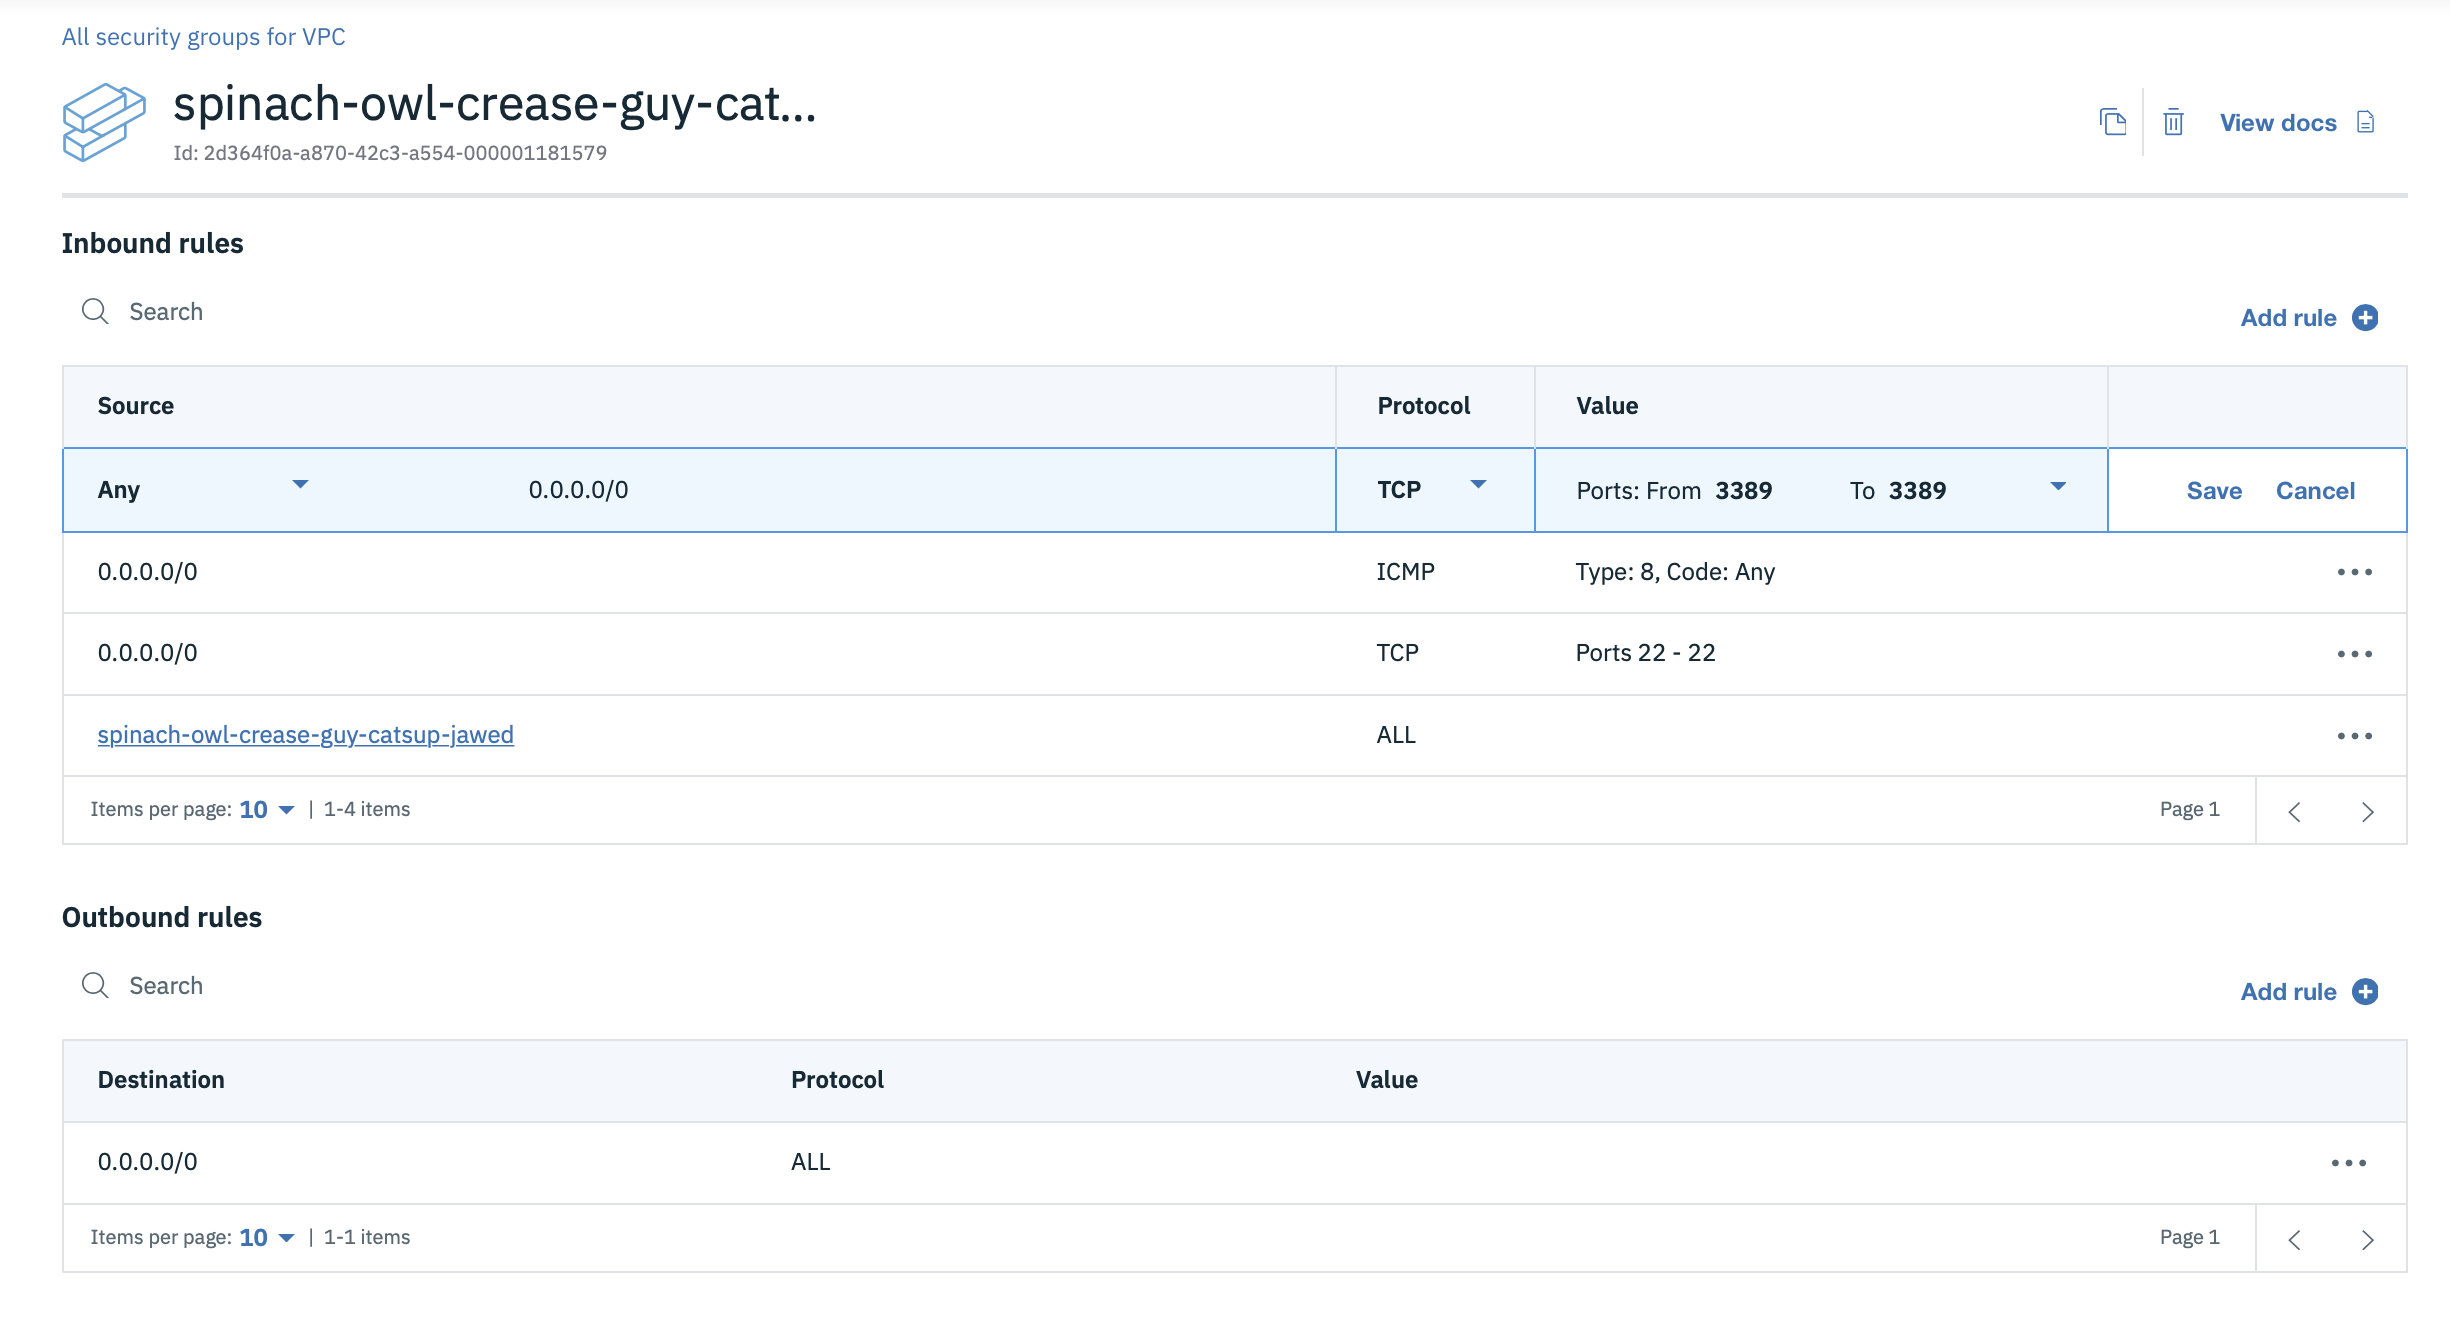 All security groups for VPC
spinach-owl-crease-guy-cat...
Id: 2d364f0a-a870-42c3-a554-000001181579
View docs
Inbound rules
Search
Add rule
Source Protocol Value
Any 0.0.0.0/0 TCP Ports: From 3389 To 3389 Save Cancel
0.0.0.0/0 ICMP Type: 8, Code: Any
0.0.0.0/0 TCP Ports 22 - 22
spinach-owl-crease-guy-catsup-jawed ALL
Items per page: 10 | 1-4 items Page 1
Outbound rules
Search
Add rule
Destination Protocol Value
0.0.0.0/0 ALL
Items per page: 10 | 1-1 items Page 1